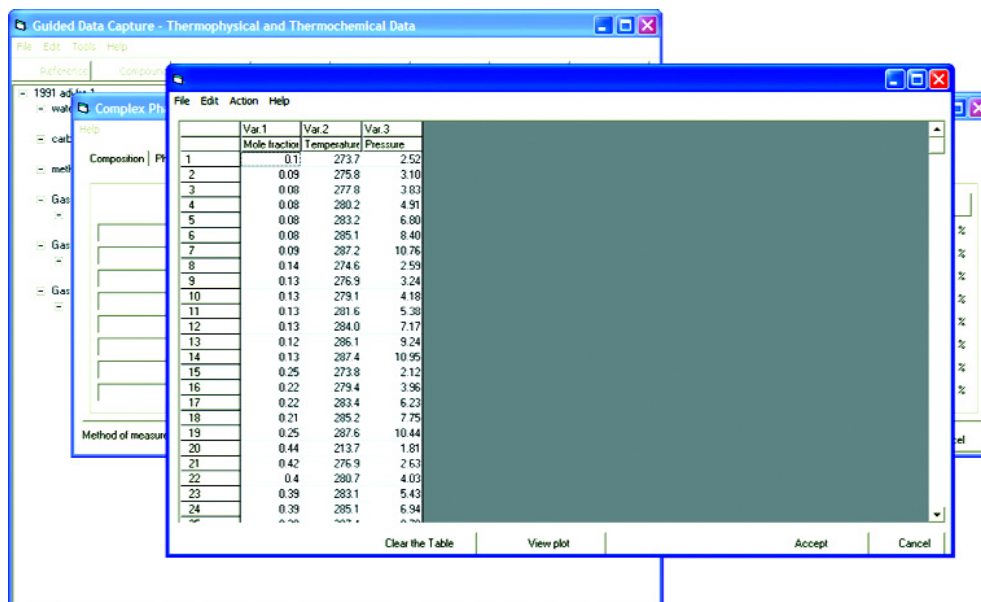 Guided Data Capture - Thermophysical and Thermochemical Data
File Edit Tools Help
Reference Compound
1991
Complex Pha
Help
Composition Ph
- carb
- meth
- Gas
- Gas
- Gas
Method of measure
File Edit Action Help
Var.1 Var.2 Var.3
Mole fraction Temperature Pressure
1 0.1 273.7 2.52
2 0.09 275.8 3.10
3 0.08 277.8 3.83
4 0.08 280.2 4.91
5 0.08 283.2 6.80
6 0.08 285.1 8.40
7 0.09 287.2 10.76
8 0.14 274.6 2.59
9 0.13 276.9 3.24
10 0.13 279.1 4.18
11 0.13 281.6 5.38
12 0.13 284.0 7.17
13 0.12 286.1 9.24
14 0.13 287.4 10.95
15 0.25 273.8 2.12
16 0.22 279.4 3.96
17 0.22 283.4 6.23
18 0.21 285.2 7.75
19 0.25 287.6 10.44
20 0.44 213.7 1.81
21 0.42 276.9 2.63
22 0.4 280.7 4.03
23 0.39 283.1 5.43
24 0.39 285.1 6.94
Clear the Table View plot Accept Cancel
%
%
%
%
%
%
%
%
cel